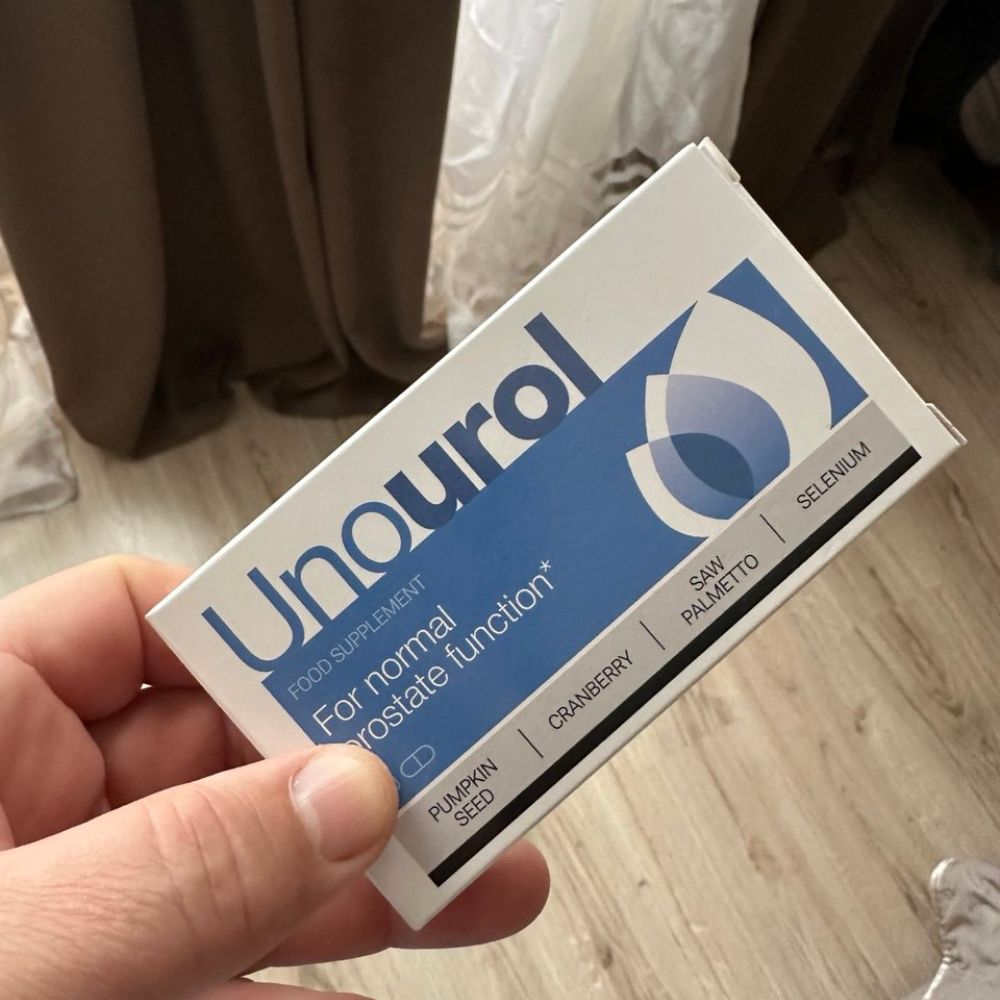 Unourol
FOOD SUPPLEMENT
For normal
prostate function*
PUMPKIN
SEED
CRANBERRY
SAW
PALMETTO
SELENIUM